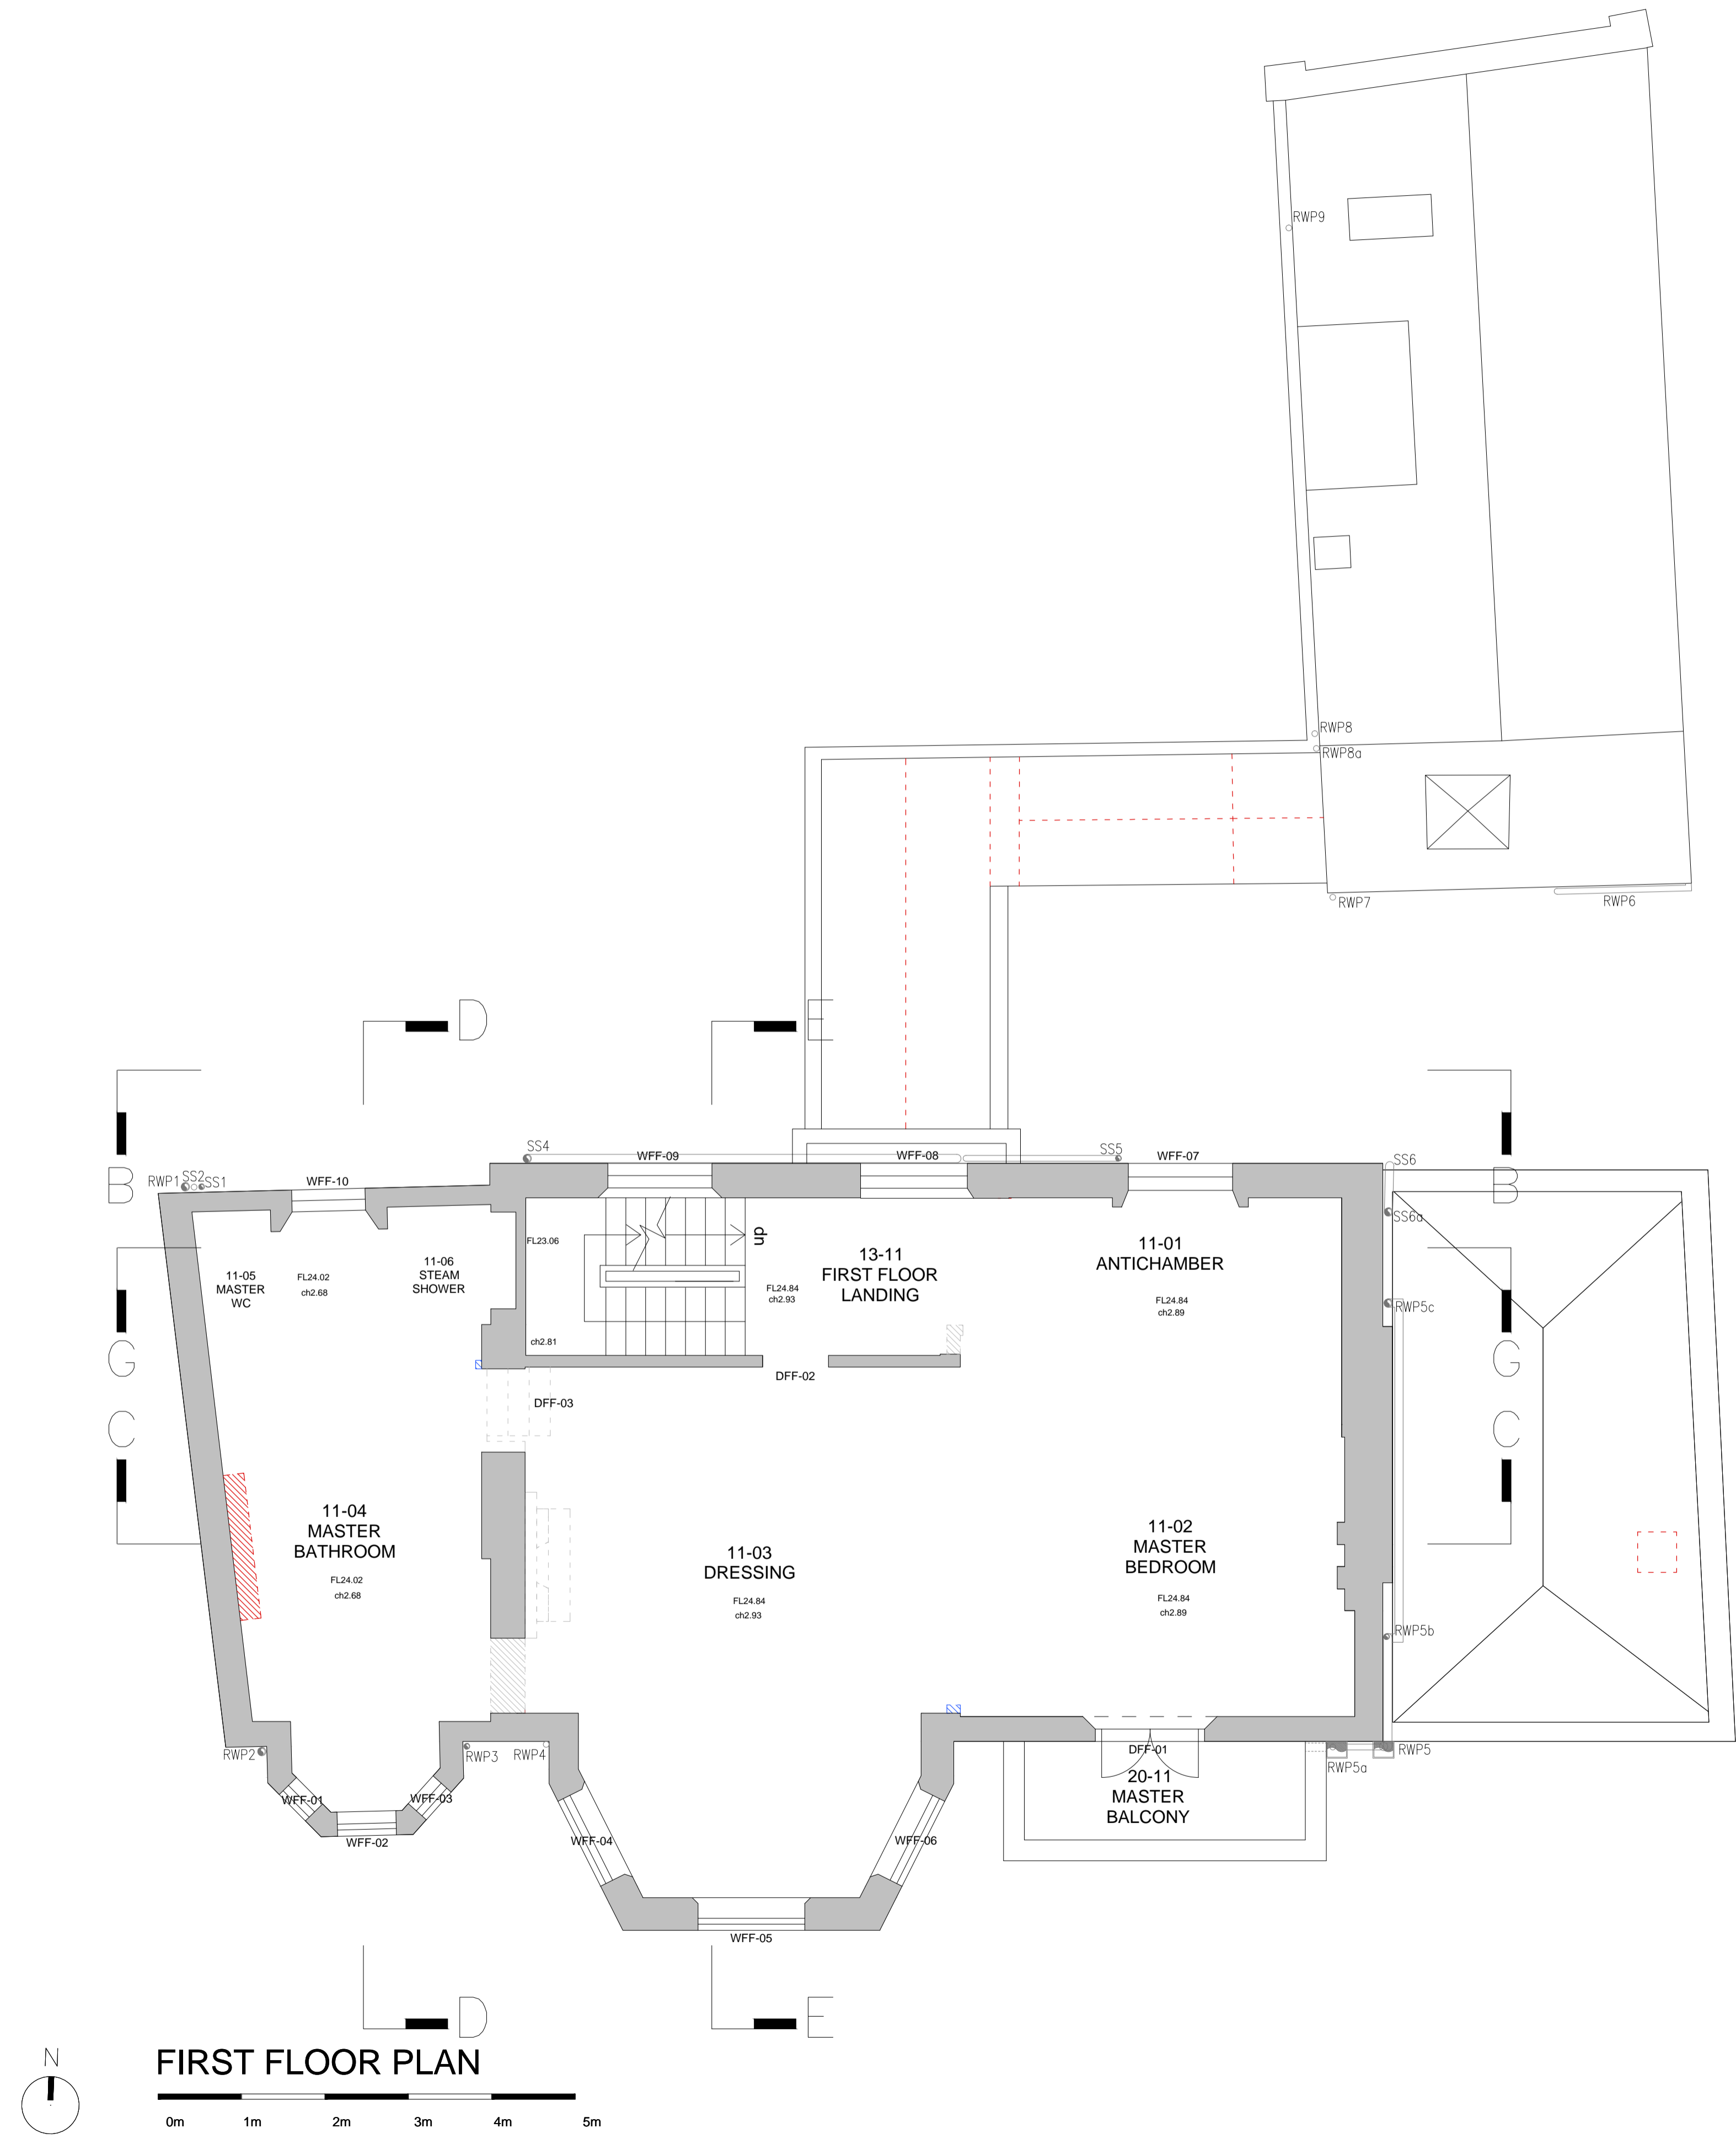 RWP9
RWP8
RWP8a
RWP7
RWP6
D
E
SS4
WFF-09
WFF-08
SS5
WFF-07
SS6
B
RWP1
SS2
SS1
WFF-10
B
SS6a
FL23.06
dn
11-05
MASTER
WC
FL24.02
ch2.68
11-06
STEAM
SHOWER
13-11
FIRST FLOOR
LANDING
FL24.84
ch2.93
11-01
ANTICHAMBER
FL24.84
ch2.89
RWP5c
ch2.81
G
G
DFF-02
DFF-03
C
C
11-04
MASTER
BATHROOM
FL24.02
ch2.68
11-03
DRESSING
FL24.84
ch2.93
11-02
MASTER
BEDROOM
FL24.84
ch2.89
RWP5b
RWP2
RWP3
RWP4
DFF-01
RWP5
RWP5a
20-11
MASTER
BALCONY
WFF-01
WFF-03
WFF-02
WFF-04
WFF-06
WFF-05
D
E
N
FIRST FLOOR PLAN
0m 1m 2m 3m 4m 5m